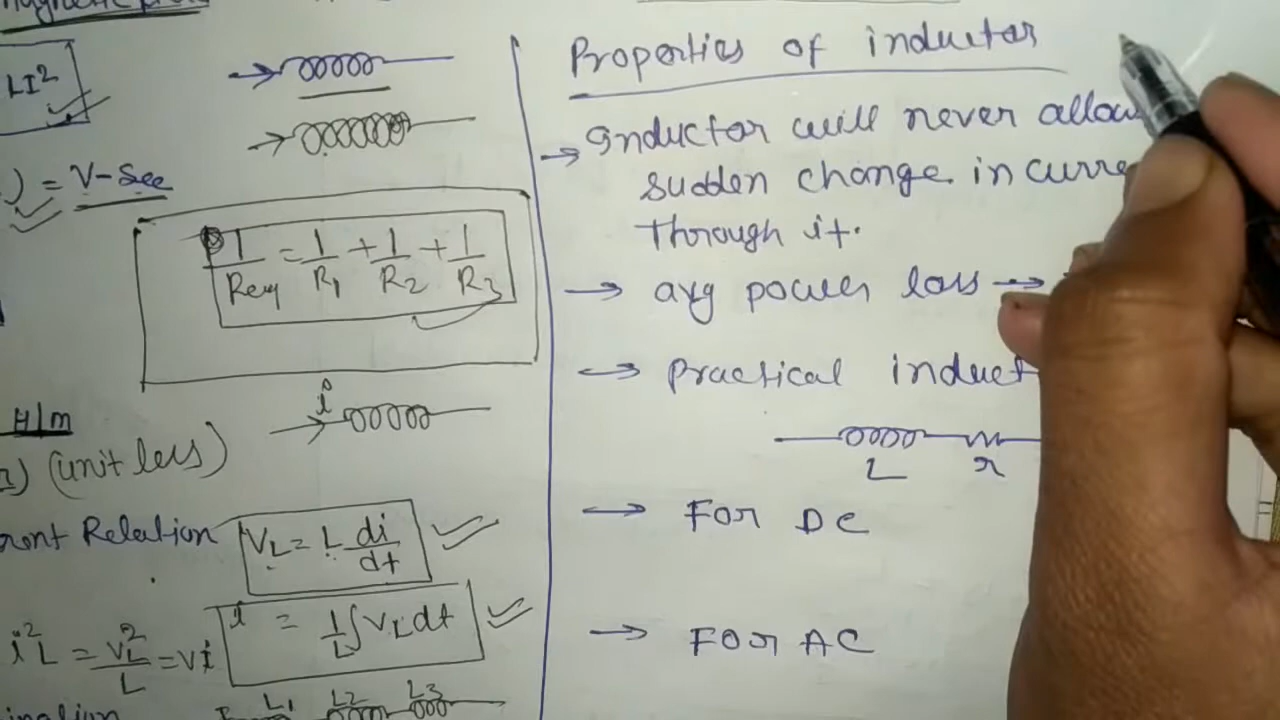 LI²
) = V-Sec
1/Req = 1/R1 + 1/R2 + 1/R3
i
H/m
) (unit less)
Relation VL = L di/dt
i = 1/L ∫ VL dt
i²L = VL²/L = Vi
L1 L2 L3
Properties of inductor
→ Inductor will never allow
sudden change in curre
through it.
→ avg power loss →
→ Practical induct
L r
→ For DC
→ For AC